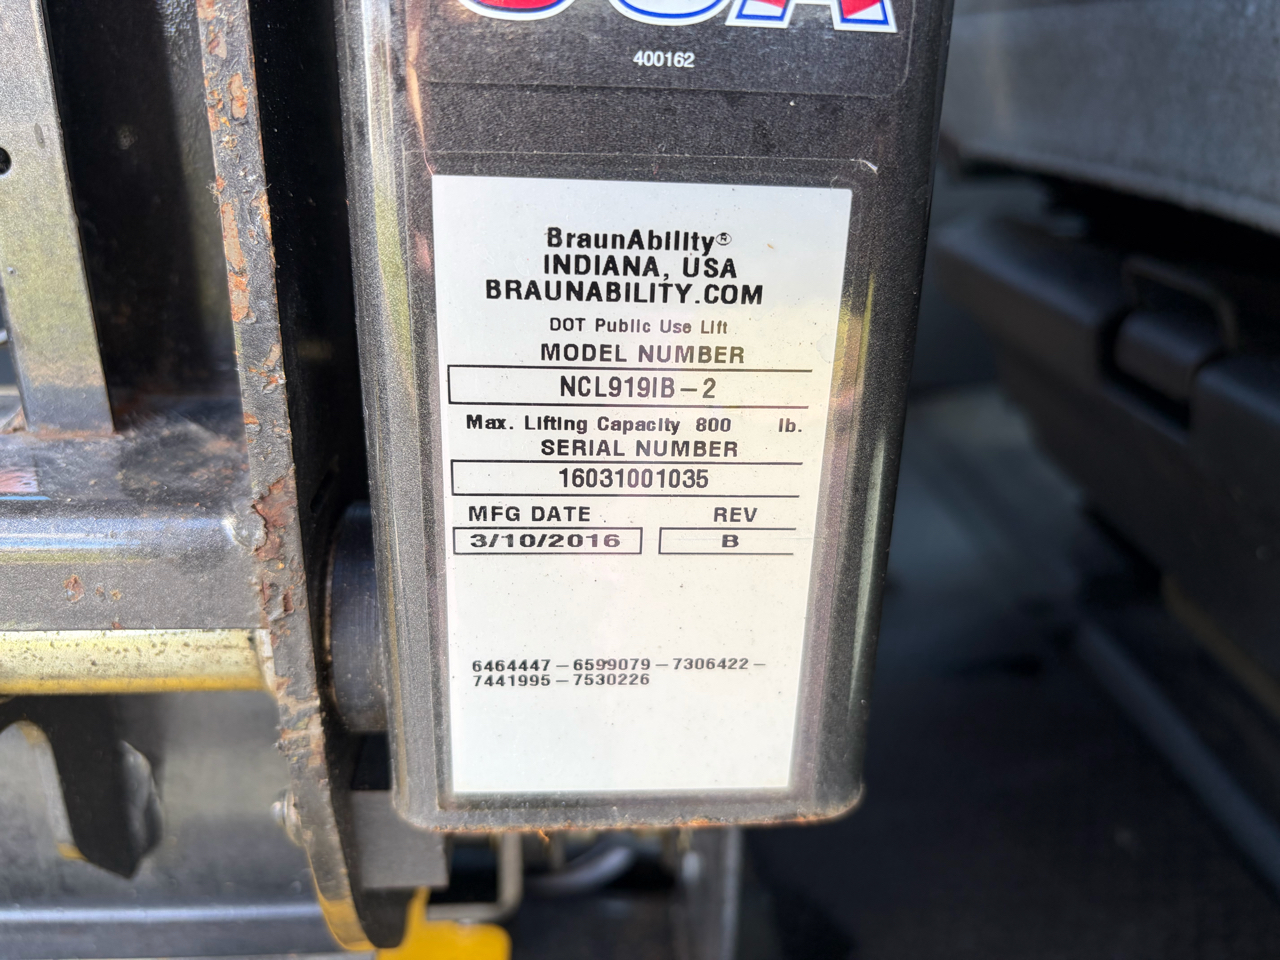 USA
400162
BraunAbility®
INDIANA, USA
BRAUNABILITY.COM
DOT Public Use Lift
MODEL NUMBER
NCL919IB-2
Max. Lifting Capacity 800 lb.
SERIAL NUMBER
16031001035
MFG DATE REV
3/10/2016 B
6464447-6599079-7306422-
7441995-7530226